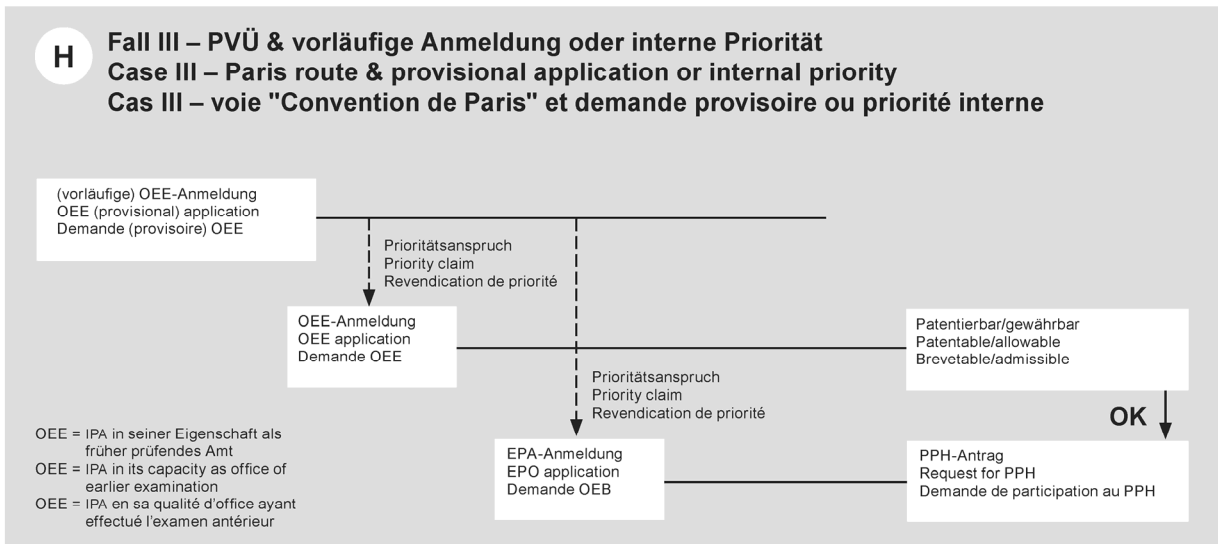 H
Fall III – PVÜ & vorläufige Anmeldung oder interne Priorität
Case III – Paris route & provisional application or internal priority
Cas III – voie "Convention de Paris" et demande provisoire ou priorité interne
(vorläufige) OEE-Anmeldung
OEE (provisional) application
Demande (provisoire) OEE
Prioritätsanspruch
Priority claim
Revendication de priorité
OEE-Anmeldung
OEE application
Demande OEE
Patentierbar/gewährbar
Patentable/allowable
Brevetable/admissible
Prioritätsanspruch
Priority claim
Revendication de priorité
OK
OEE = IPA in seiner Eigenschaft als
früher prüfendes Amt
OEE = IPA in its capacity as office of
earlier examination
OEE = IPA en sa qualité d'office ayant
effectué l'examen antérieur
EPA-Anmeldung
EPO application
Demande OEB
PPH-Antrag
Request for PPH
Demande de participation au PPH